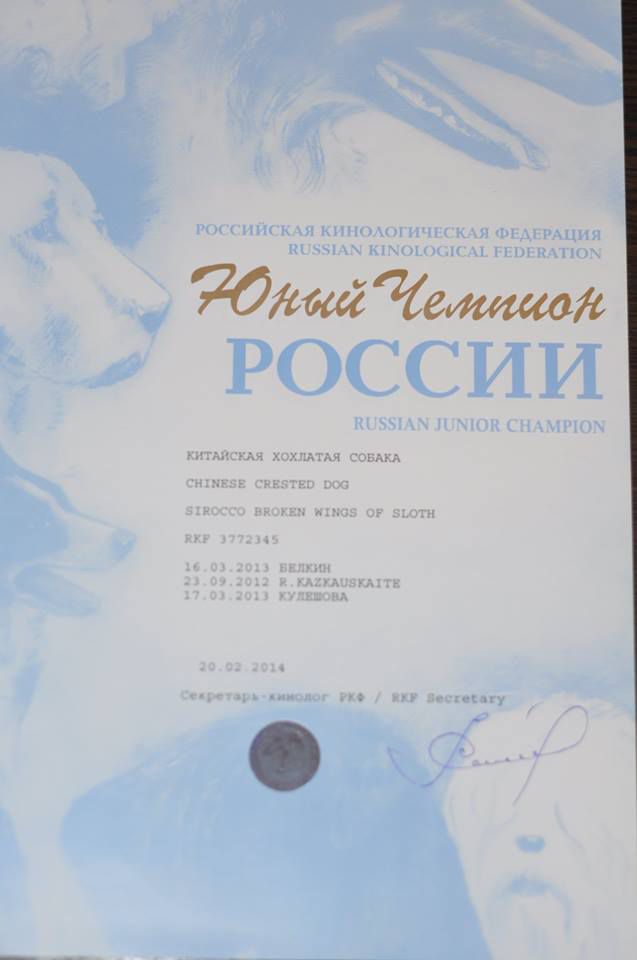 РОССИЙСКАЯ КИНОЛОГИЧЕСКАЯ ФЕДЕРАЦИЯ
RUSSIAN KINOLOGICAL FEDERATION
Юный Чемпион
РОССИИ
RUSSIAN JUNIOR CHAMPION
КИТАЙСКАЯ ХОХЛАТАЯ СОБАКА
CHINESE CRESTED DOG
SIROCCO BROKEN WINGS OF SLOTH
RKF 3772345
16.03.2013 БЕЛКИН
23.09.2012 R.KAZKAUSKAITE
17.03.2013 КУЛЕШОВА
20.02.2014
Секретарь-кинолог РКФ / RKF Secretary